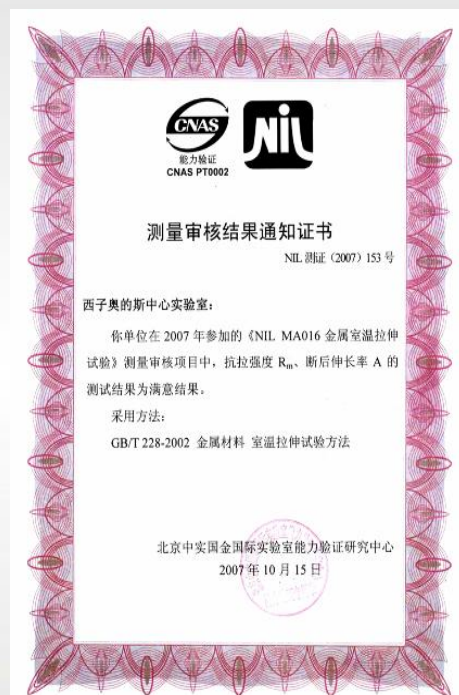 CNAS
NIL
能力验证
CNAS PT0002
测量审核结果通知证书
NIL 测证（2007）153 号
西子奥的斯中心实验室：
你单位在 2007 年参加的《NIL MA016 金属室温拉伸
试验》测量审核项目中，抗拉强度 Rm、断后伸长率 A 的
测试结果为满意结果。
采用方法：
GB/T 228-2002 金属材料 室温拉伸试验方法
北京中实国金国际实验室能力验证研究中心
2007 年 10 月 15 日